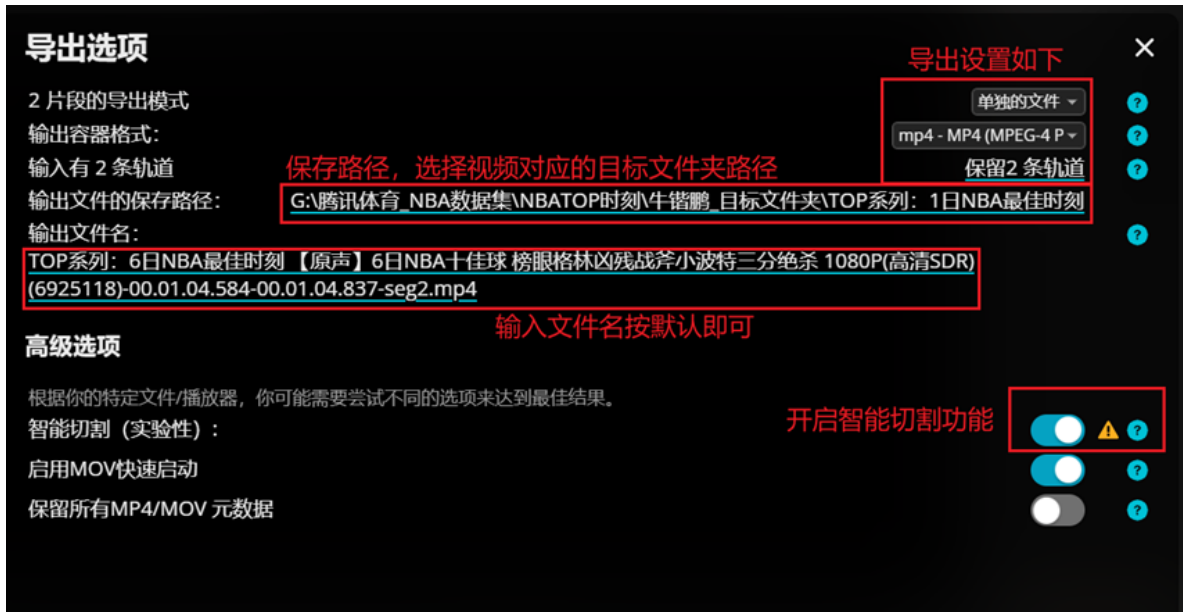 导出选项
导出设置如下
2 片段的导出模式
单独的文件
输出容器格式:
mp4 - MP4 (MPEG-4 P
输入有 2 条轨道
保存路径，选择视频对应的目标文件夹路径
保留2 条轨道
输出文件的保存路径:
G:\腾讯体育_NBA数据集\NBATOP时刻\牛锴鹏_目标文件夹\TOP系列：1日NBA最佳时刻
输出文件名:
TOP系列：6日NBA最佳时刻 【原声】6日NBA十佳球 榜眼格林凶残战斧小波特三分绝杀 1080P(高清SDR)
(6925118)-00.01.04.584-00.01.04.837-seg2.mp4
输入文件名按默认即可
高级选项
根据你的特定文件/播放器，你可能需要尝试不同的选项来达到最佳结果。
开启智能切割功能
智能切割（实验性）:
启用MOV快速启动
保留所有MP4/MOV 元数据